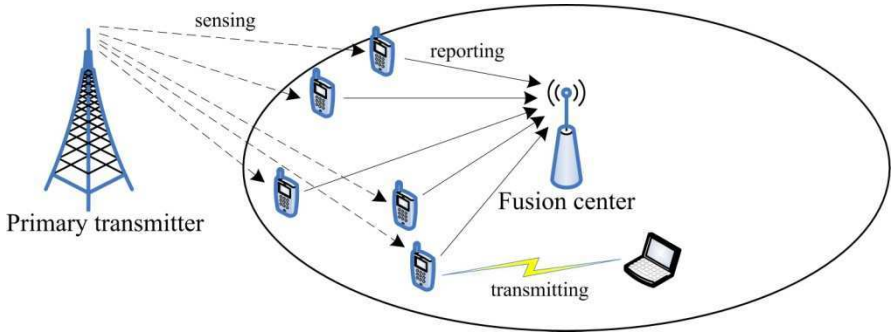 sensing
reporting
Primary transmitter
Fusion center
transmitting